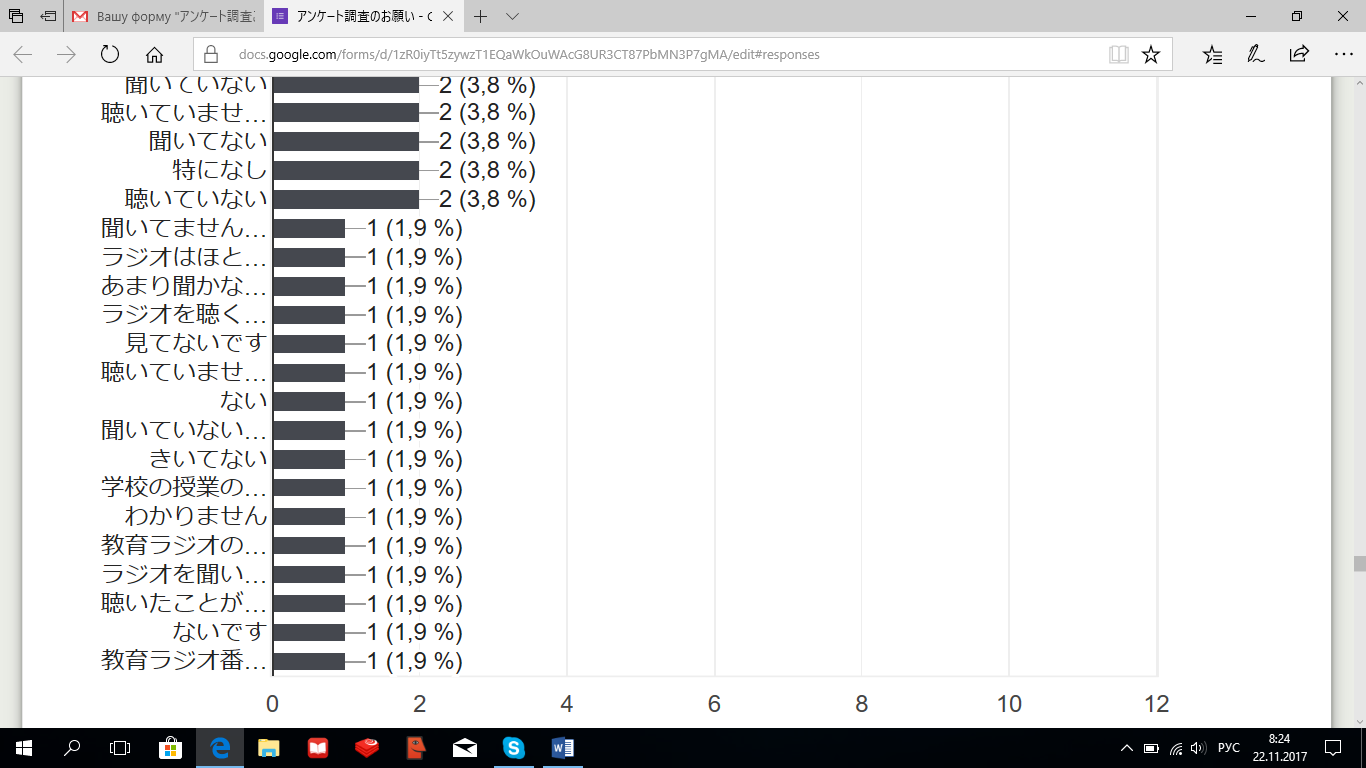 Вашу форму "アンケート調査
アンケート調査のお願い - G
docs.google.com/forms/d/1zR0iyTt5zywzT1EQaWkOuWAcG8UR3CT87PbMN3P7gMA/edit#responses
聞いていない 2 (3,8 %)
聴いていませ… 2 (3,8 %)
聞いてない 2 (3,8 %)
特になし 2 (3,8 %)
聴いていない 2 (3,8 %)
聞いてません… 1 (1,9 %)
ラジオはほと… 1 (1,9 %)
あまり聞かな… 1 (1,9 %)
ラジオを聴く… 1 (1,9 %)
見てないです 1 (1,9 %)
聴いていませ… 1 (1,9 %)
ない 1 (1,9 %)
聞いていない… 1 (1,9 %)
きいてない 1 (1,9 %)
学校の授業の… 1 (1,9 %)
わかりません 1 (1,9 %)
教育ラジオの… 1 (1,9 %)
ラジオを聞い… 1 (1,9 %)
聴いたことが… 1 (1,9 %)
ないです 1 (1,9 %)
教育ラジオ番… 1 (1,9 %)
0 2 4 6 8 10 12
РУС
8:24
22.11.2017